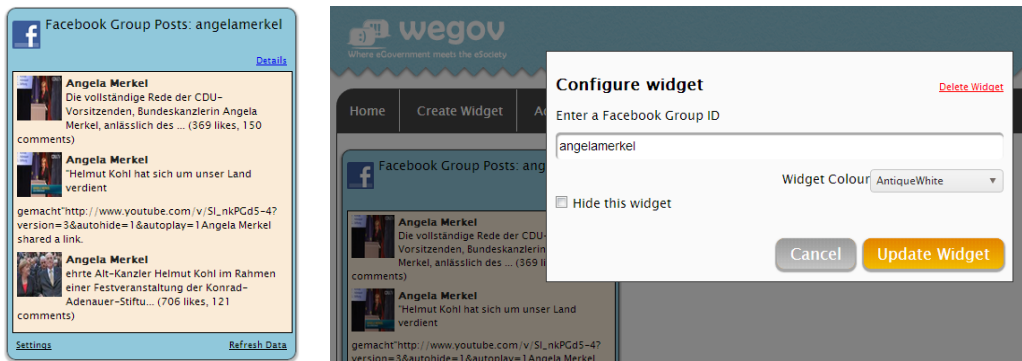 Facebook Group Posts: angelamerkel
Details
Angela Merkel
Die vollständige Rede der CDU-
Vorsitzenden, Bundeskanzlerin Angela
Merkel, anlässlich des ... (369 likes, 150
comments)
Angela Merkel
"Helmut Kohl hat sich um unser Land
verdient
gemacht"http://www.youtube.com/v/SI_nkPGd5-4?
version=3&autohide=1&autoplay=1Angela Merkel
shared a link.
Angela Merkel
ehrte Alt-Kanzler Helmut Kohl im Rahmen
einer Festveranstaltung der Konrad-
Adenauer-Stiftu... (706 likes, 121
comments)
Settings
Refresh Data
wegov
Where eGovernment meets the eSociety
Home
Create Widget
Configure widget
Delete Widget
Enter a Facebook Group ID
angelamerkel
Widget Colour
AntiqueWhite
Hide this widget
Cancel
Update Widget
Facebook Group Posts: ang
Angela Merkel
Die vollständige Rede der CDU-
Vorsitzenden, Bundeskanzlerin
Merkel, anlässlich des ... (369 li
comments)
Angela Merkel
"Helmut Kohl hat sich um unser Land
verdient
gemacht"http://www.youtube.com/v/SI_nkPGd5-4?
version=3&autohide=1&autoplay=1Angela Merkel